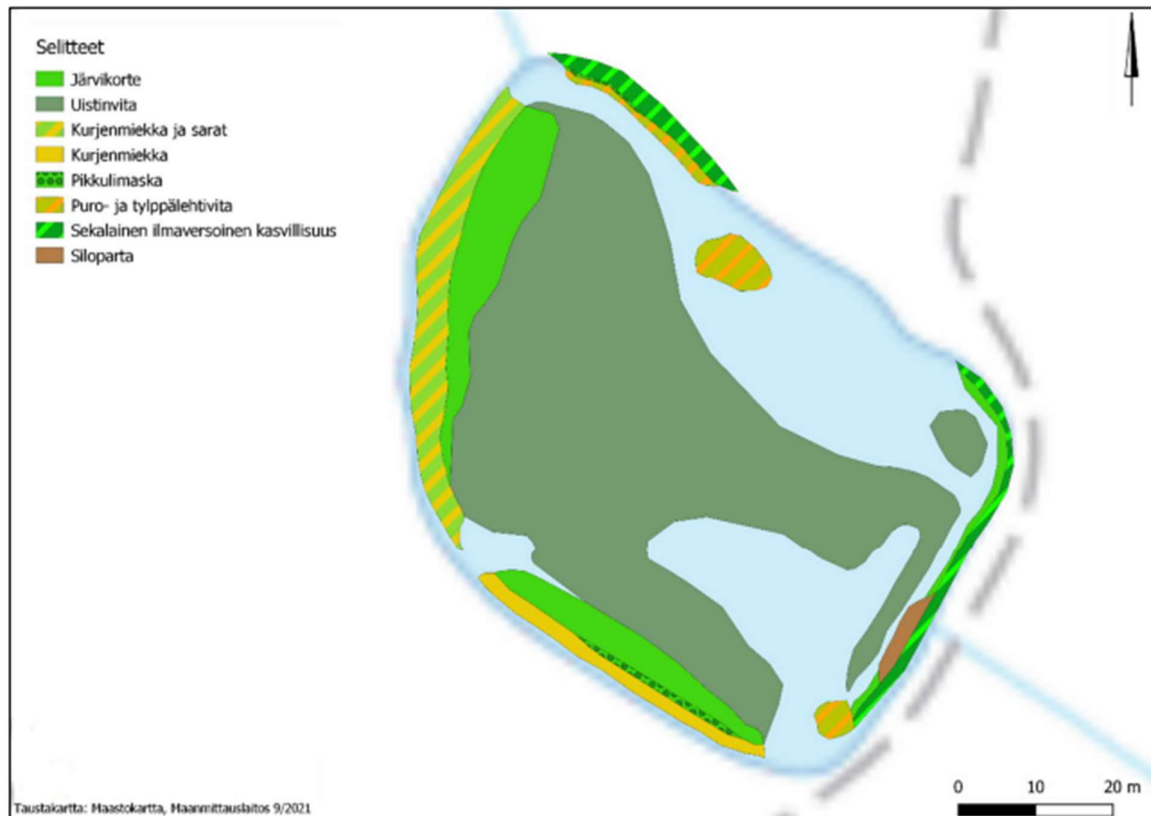 Selitteet
Järvikorte
Uistinvita
Kurjenmiekka ja sarat
Kurjenmiekka
Pikkulimaska
Puro- ja tylppälehtivita
Sekalainen ilmaversoinen kasvillisuus
Siloparta
0 10 20 m
Taustakartta: Maastokartta, Maanmittauslaitos 9/2021